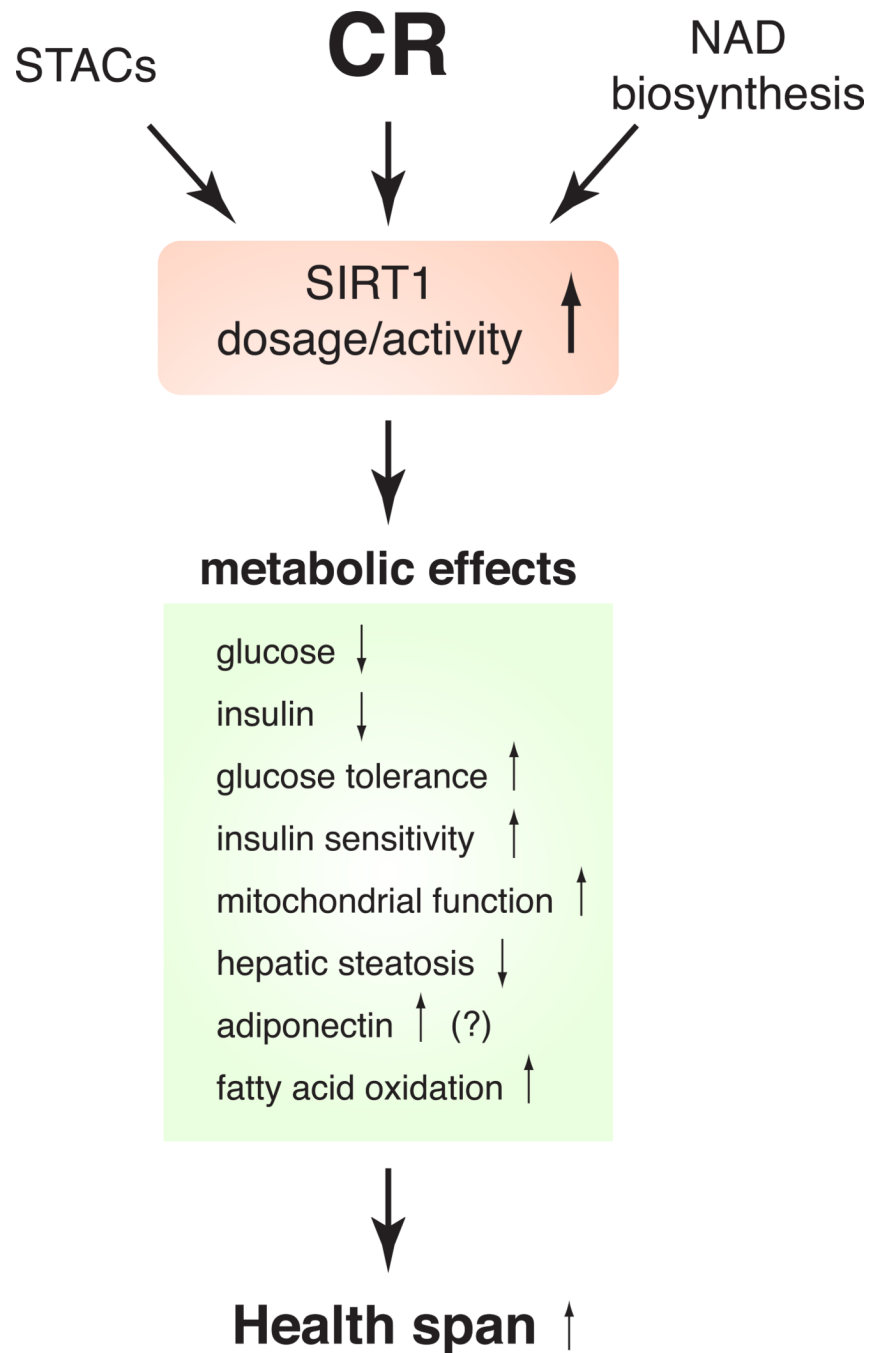 STACs
CR
NAD
biosynthesis
SIRT1
dosage/activity
metabolic effects
glucose
insulin
glucose tolerance
insulin sensitivity
mitochondrial function
hepatic steatosis
adiponectin (?)
fatty acid oxidation
Health span